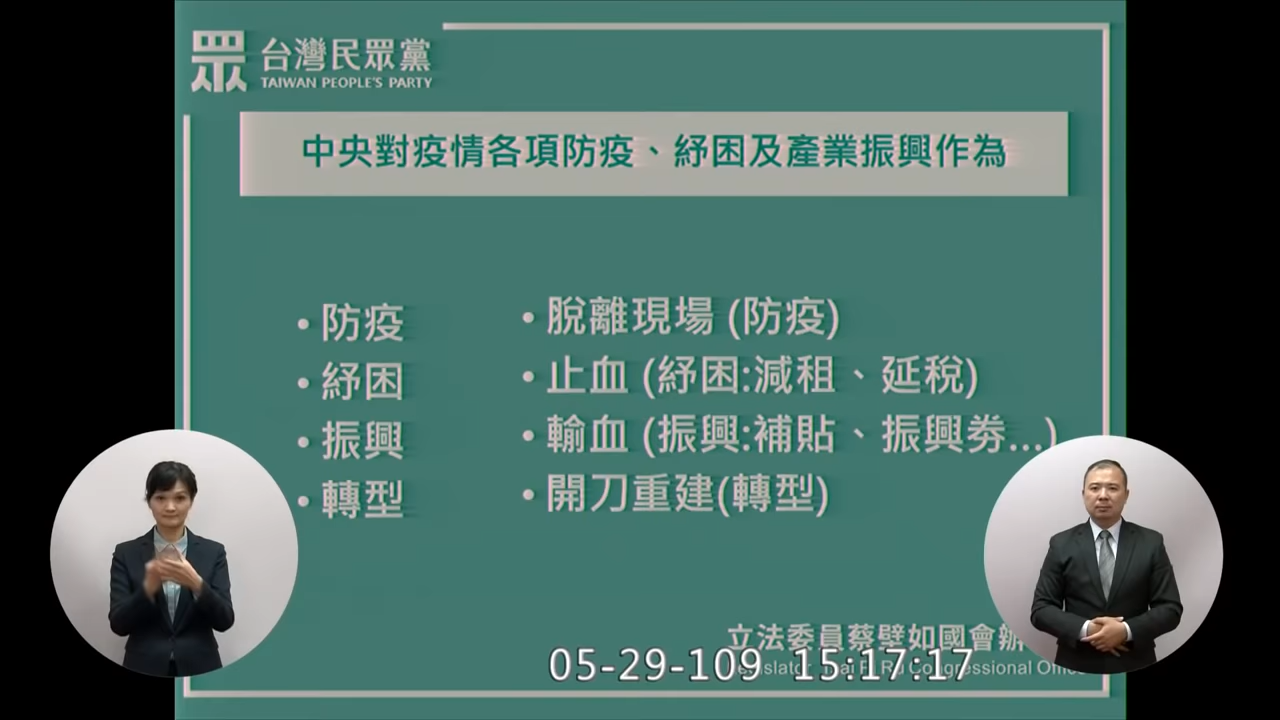 台灣民眾黨
TAIWAN PEOPLE'S PARTY
中央對疫情各項防疫、紓困及產業振興作為
• 防疫
• 紓困
• 振興
• 轉型
• 脫離現場 (防疫)
• 止血 (紓困:減租、延稅)
• 輸血 (振興:補貼、振興劵...)
• 開刀重建(轉型)
立法委員蔡壁如國會辦
Congressional
05-29-109 15:17:17